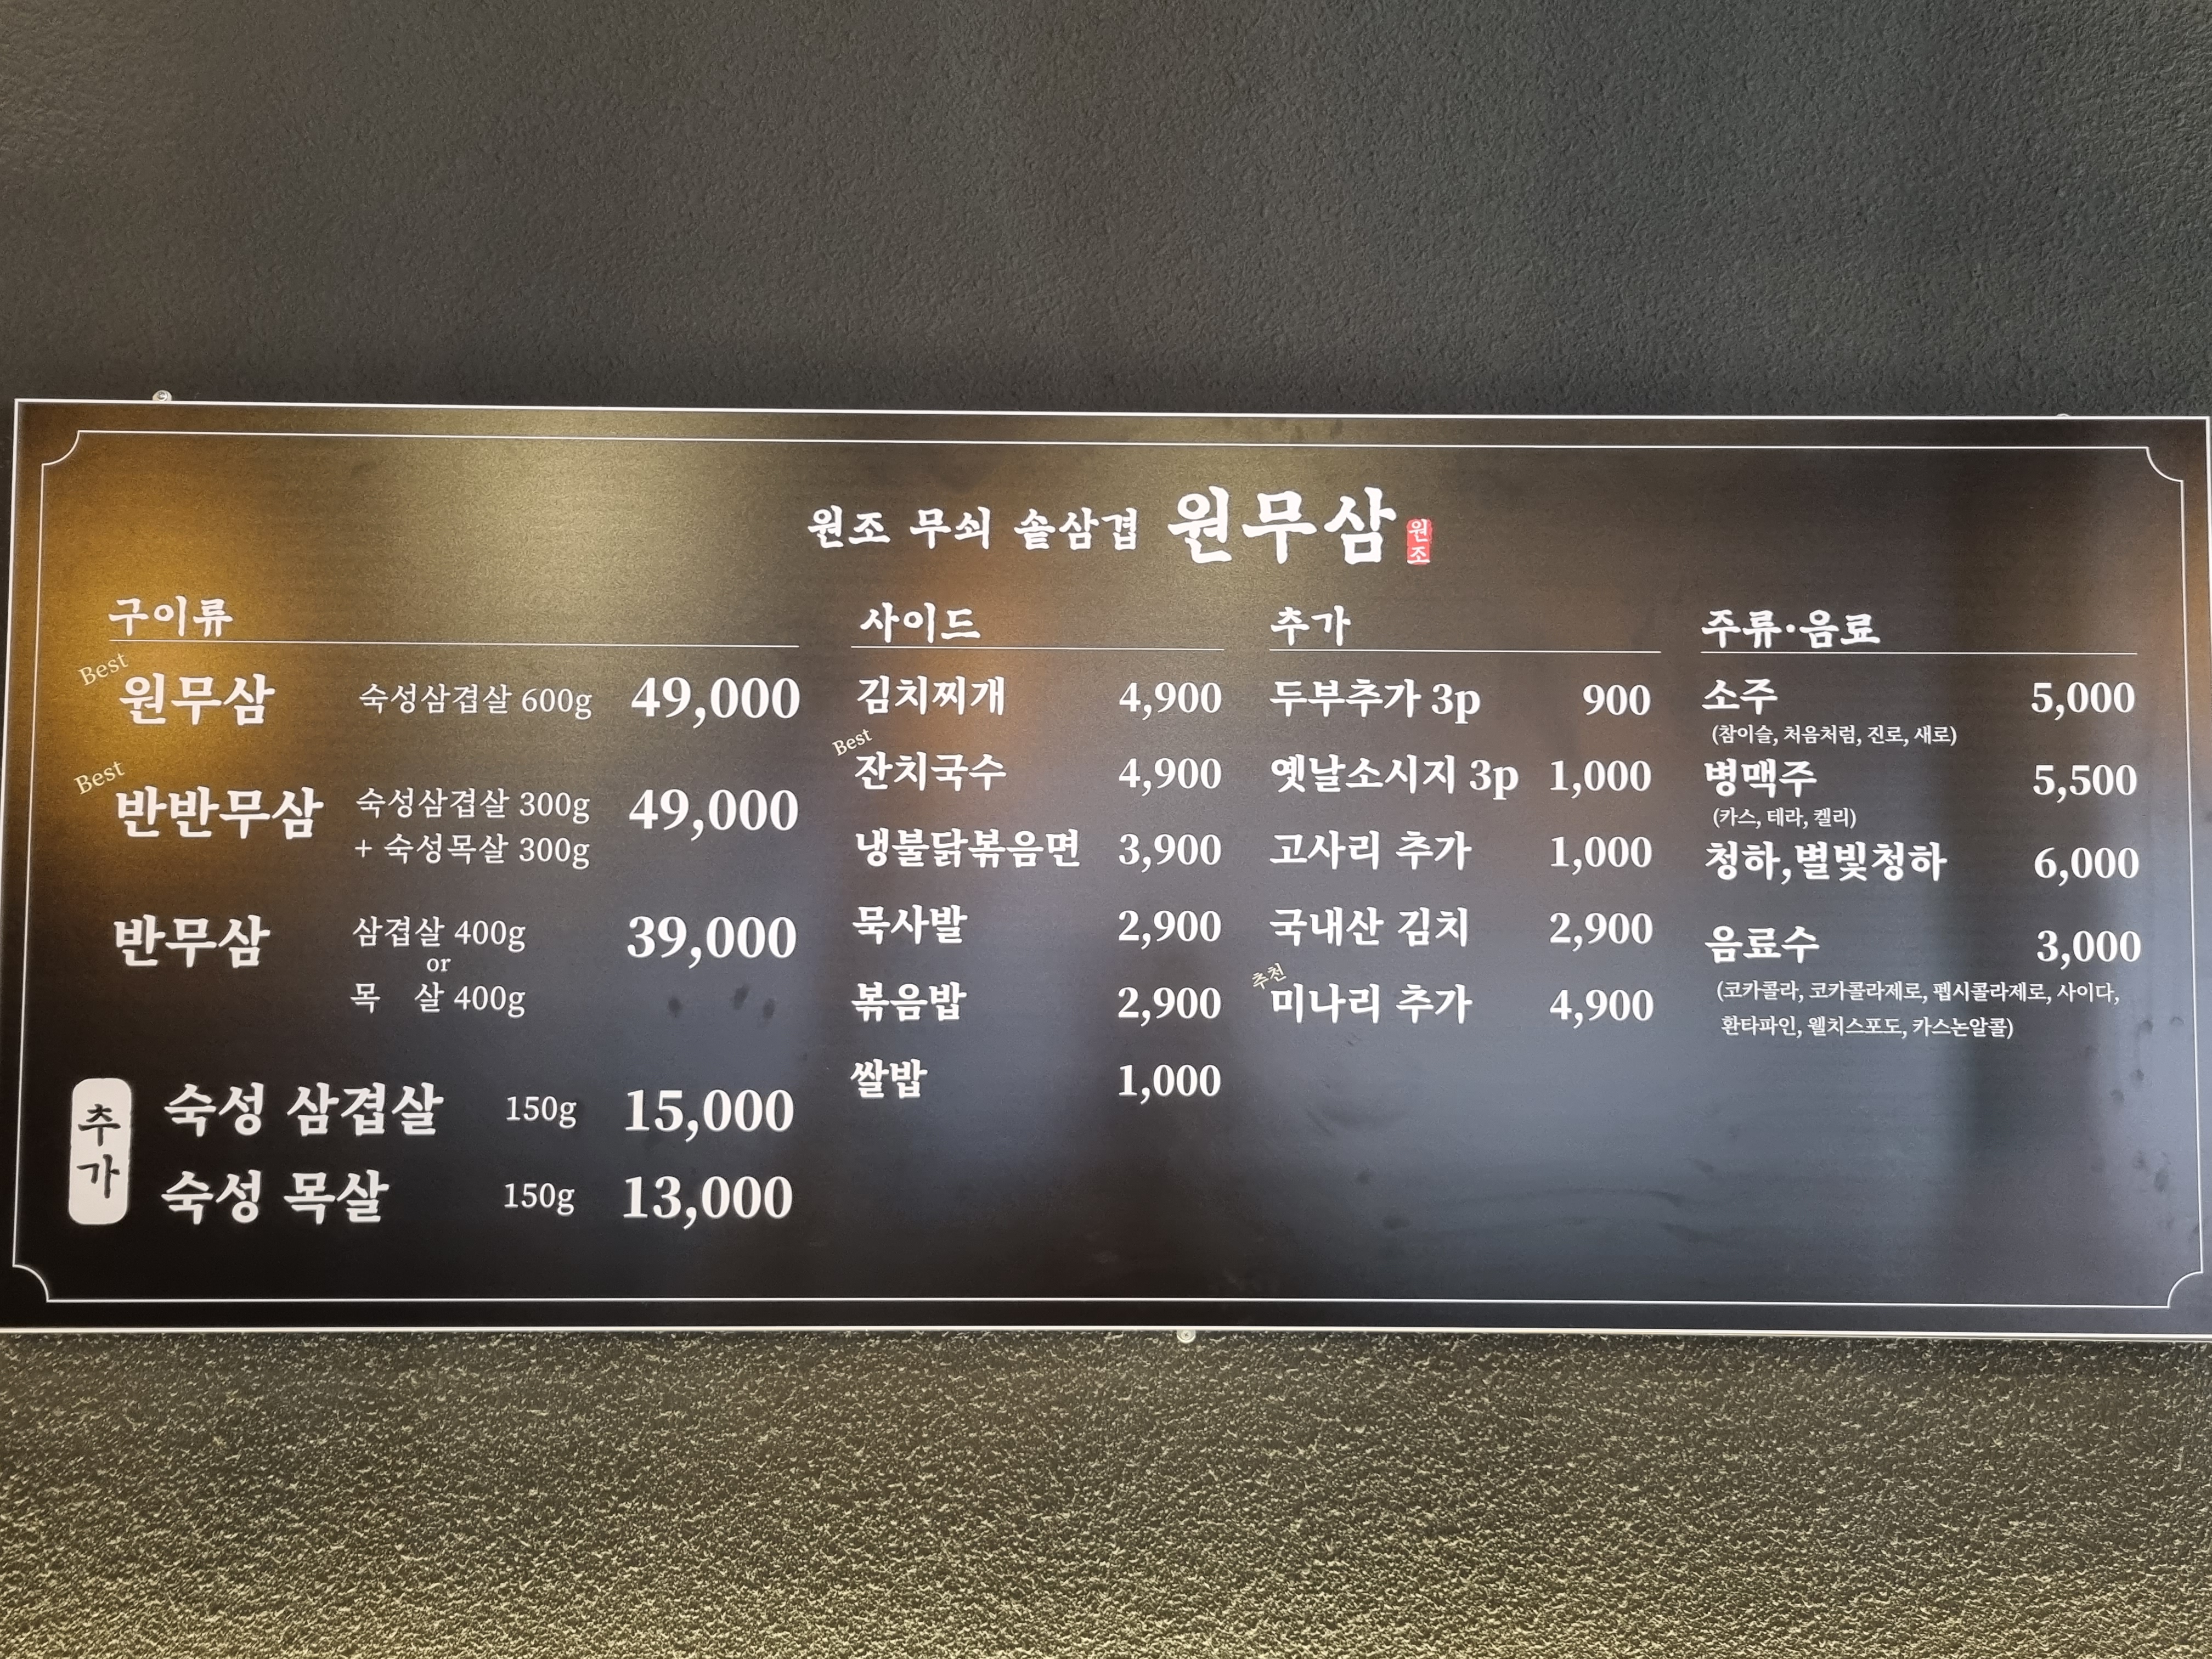 원조 무쇠 솥삼겹 원무삼 원조
구이류
Best
원무삼 숙성삼겹살 600g 49,000
Best
반반무삼 숙성삼겹살 300g 49,000
+ 숙성목살 300g
반무삼 삼겹살 400g 39,000
or
목 살 400g
추가
숙성 삼겹살 150g 15,000
숙성 목살 150g 13,000
사이드
김치찌개 4,900
Best
잔치국수 4,900
냉불닭볶음면 3,900
묵사발 2,900
볶음밥 2,900
쌀밥 1,000
추가
두부추가 3p 900
옛날소시지 3p 1,000
고사리 추가 1,000
국내산 김치 2,900
추천
미나리 추가 4,900
주류·음료
소주 5,000
(참이슬, 처음처럼, 진로, 새로)
병맥주 5,500
(카스, 테라, 켈리)
청하,별빛청하 6,000
음료수 3,000
(코카콜라, 코카콜라제로, 펩시콜라제로, 사이다,
환타파인, 웰치스포도, 카스논알콜)